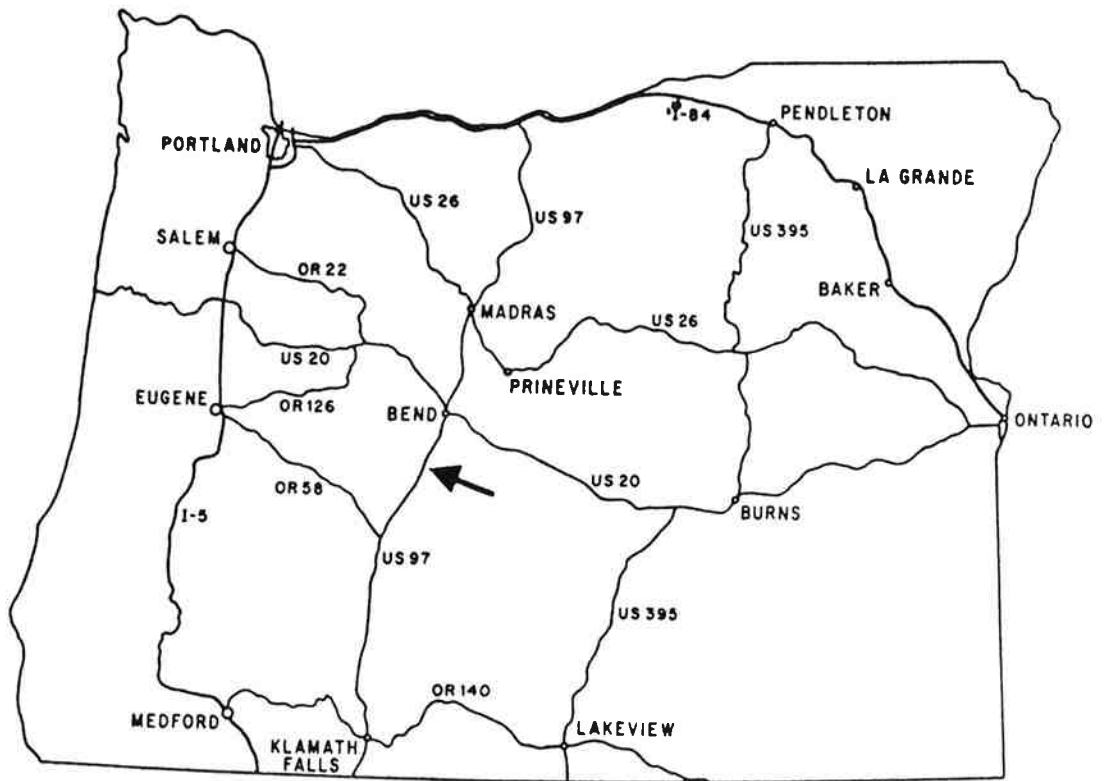 I-84
PENDLETON
PORTLAND
LA GRANDE
US 26
US 97
US 395
SALEM
OR 22
BAKER
MADRAS
US 26
US 20
PRINEVILLE
EUGENE
OR 126
BEND
ONTARIO
OR 58
US 20
I-5
BURNS
US 97
US 395
OR 140
MEDFORD
LAKEVIEW
KLAMATH
FALLS